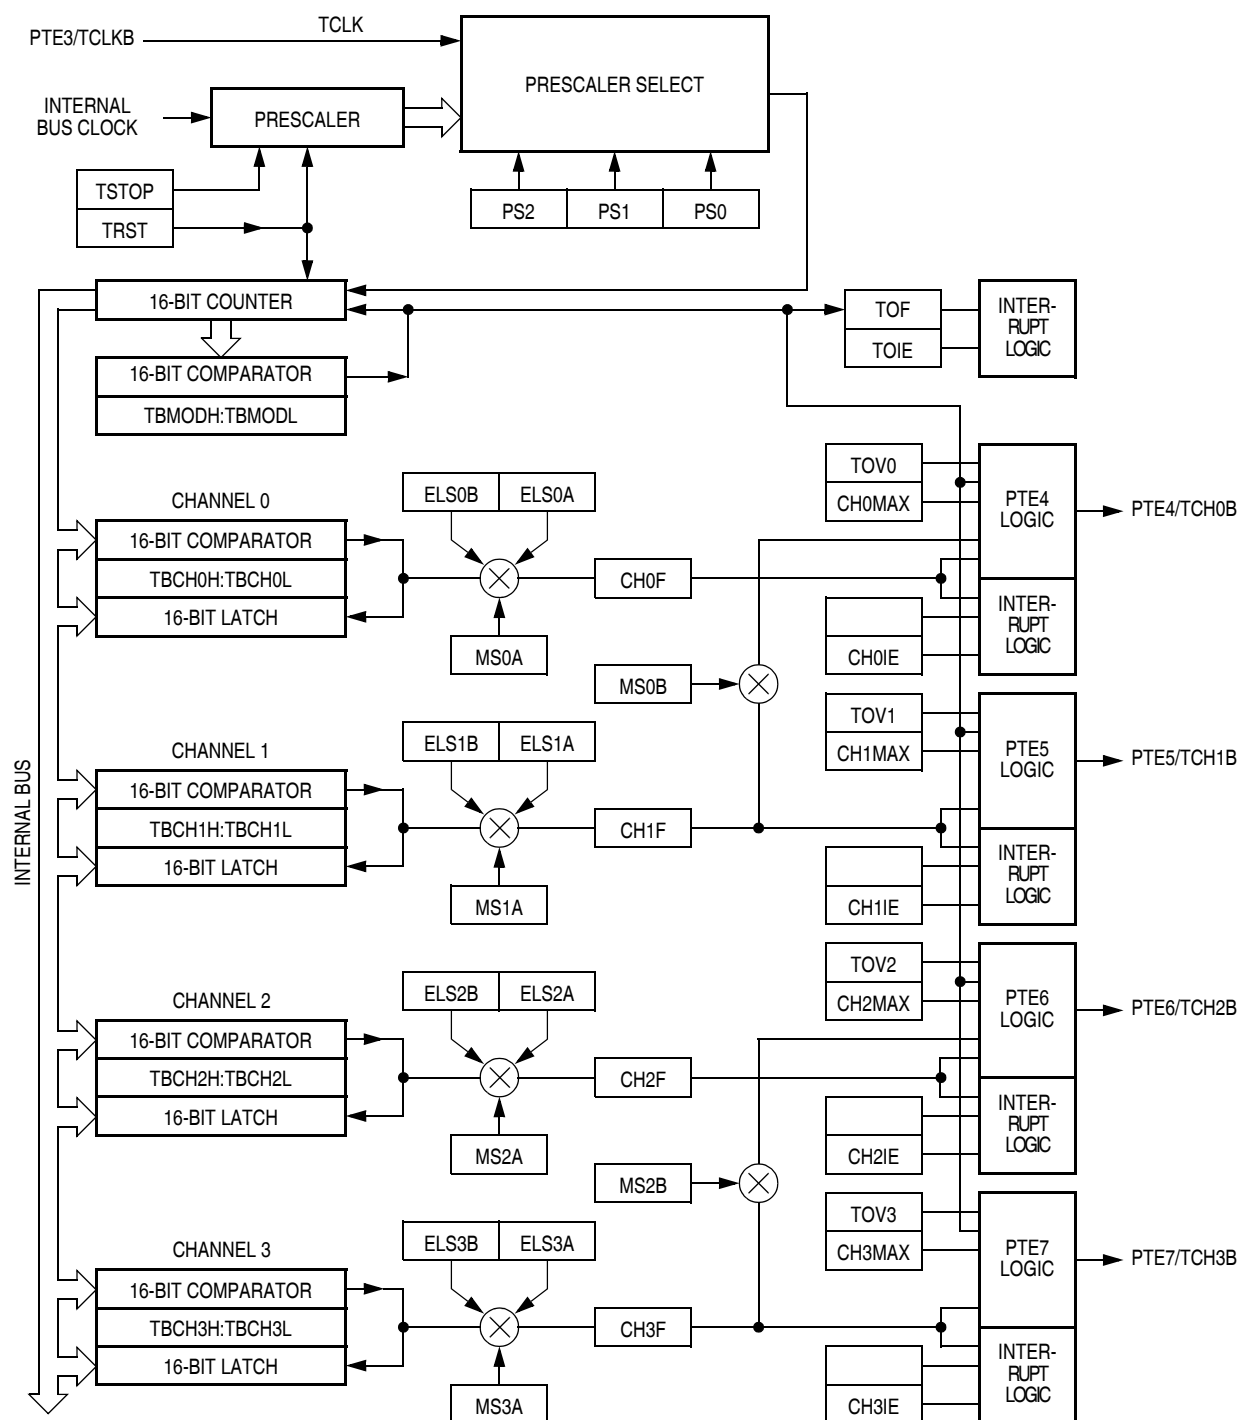 TCLK
PTE3/TCLKB
PRESCALER SELECT
INTERNAL
BUS CLOCK
PRESCALER
TSTOP
TRST
PS2
PS1
PS0
16-BIT COUNTER
TOF
TOIE
INTER-
RUPT
LOGIC
16-BIT COMPARATOR
TBMODH:TBMODL
CHANNEL 0
ELS0B
ELS0A
TOV0
CH0MAX
PTE4
LOGIC
PTE4/TCH0B
16-BIT COMPARATOR
TBCH0H:TBCH0L
16-BIT LATCH
CH0F
INTER-
RUPT
LOGIC
MS0A
CH0IE
MS0B
CHANNEL 1
ELS1B
ELS1A
TOV1
CH1MAX
PTE5
LOGIC
PTE5/TCH1B
16-BIT COMPARATOR
TBCH1H:TBCH1L
16-BIT LATCH
CH1F
INTER-
RUPT
LOGIC
MS1A
CH1IE
INTERNAL BUS
CHANNEL 2
ELS2B
ELS2A
TOV2
CH2MAX
PTE6
LOGIC
PTE6/TCH2B
16-BIT COMPARATOR
TBCH2H:TBCH2L
16-BIT LATCH
CH2F
INTER-
RUPT
LOGIC
MS2A
CH2IE
MS2B
CHANNEL 3
ELS3B
ELS3A
TOV3
CH3MAX
PTE7
LOGIC
PTE7/TCH3B
16-BIT COMPARATOR
TBCH3H:TBCH3L
16-BIT LATCH
CH3F
INTER-
RUPT
LOGIC
MS3A
CH3IE